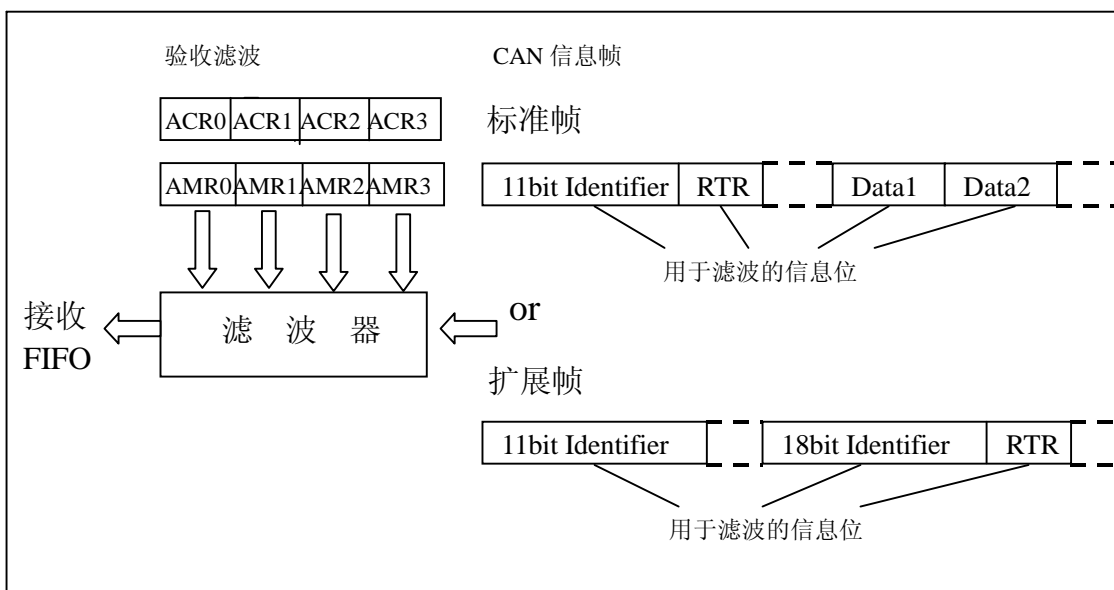 验收滤波
CAN 信息帧
ACR0 ACR1 ACR2 ACR3
标准帧
AMR0 AMR1 AMR2 AMR3
11bit Identifier RTR Data1 Data2
用于滤波的信息位
接收
FIFO
滤 波 器
or
扩展帧
11bit Identifier 18bit Identifier RTR
用于滤波的信息位